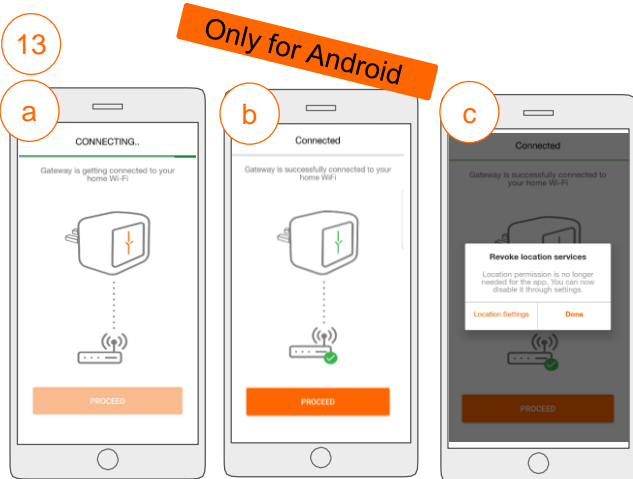 13
Only for Android
a
CONNECTING..
Gateway is getting connected to your
home Wi-Fi
PROCEED
b
Connected
Gateway is successfully connected to your
home WiFi
PROCEED
c
Connected
Gateway is successfully connected to
your home Wi-Fi
Revoke location services
Location permission is no longer
needed for the app. You can now
disable it through settings.
Location Settings
Done
PROCEED